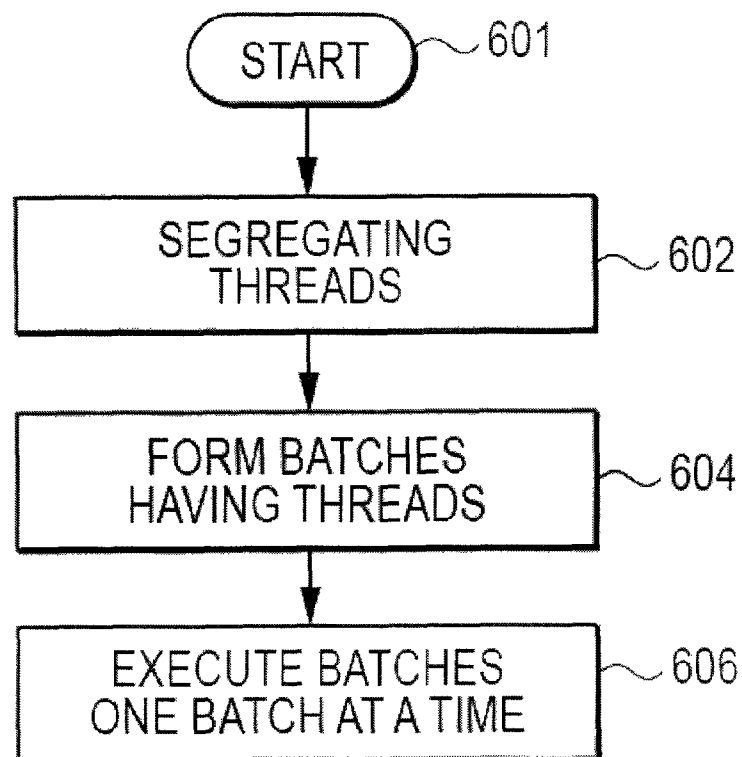 START
601
SEGREGATING
THREADS
602
FORM BATCHES
HAVING THREADS
604
EXECUTE BATCHES
ONE BATCH AT A TIME
606